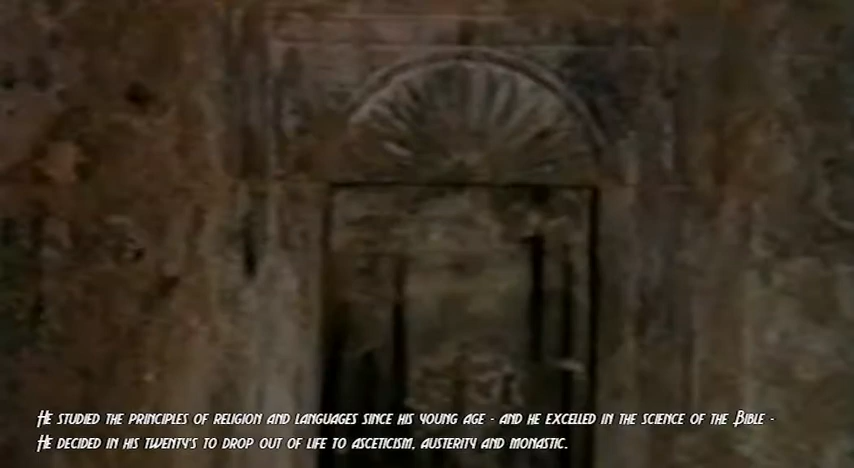 He studied the principles of religion and languages since his young age - and he excelled in the science of the Bible -
He decided in his twenty's to drop out of life to asceticism, austerity and monastic.